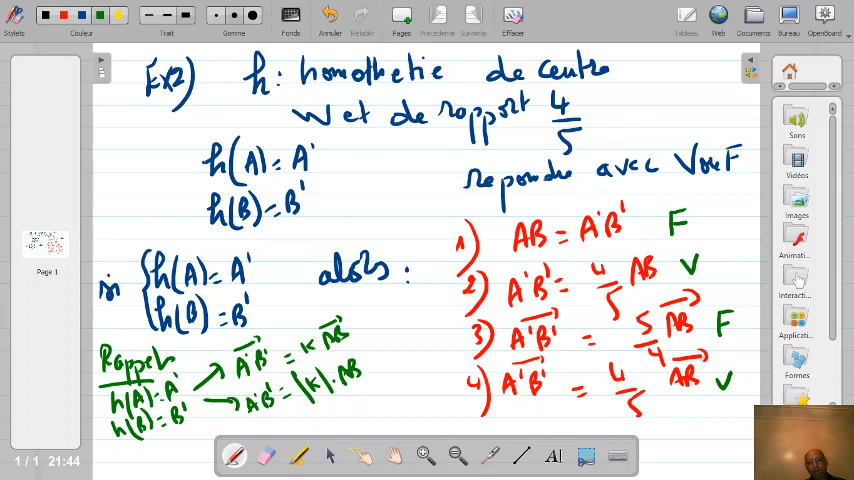 Stylets
Couleur
Gomme
Fonds
Annuler
Rétablir
Pages
Précédente
Suivante
Effacer
Tableau
Web
Documents
Bureau
OpenBoard
Ex2) h : homothetie de centre
W et de rapport 4/5
h(A) = A'
h(B) = B'
repondre avec V ou F
si { h(A) = A'
h(B) = B'
alors :
1) AB = A'B' F
2) A'B' = 4/5 AB V
3) A'B'→ = 5/4 AB→ F
4) A'B'→ = 4/5 AB→ V
Rappel
h(A) = A'
h(B) = B'
A'B'→ = K AB→
A'B' = |K| . AB
Page 1
1 / 1 21:44
Sons
Vidéos
Images
Animati...
Interacti...
Applicati...
Formes